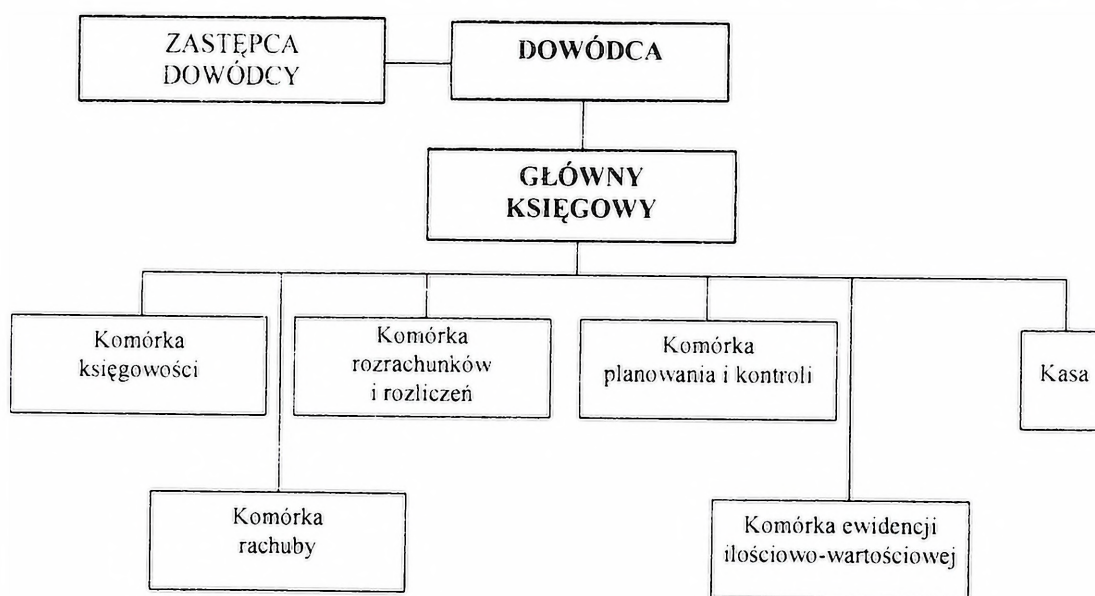 ZASTĘPCA
DOWÓDCY
DOWÓDCA
GŁÓWNY
KSIĘGOWY
Komórka
księgowości
Komórka
rozrachunków
i rozliczeń
Komórka
planowania i kontroli
Kasa
Komórka
rachuby
Komórka ewidencji
ilościowo-wartościowej